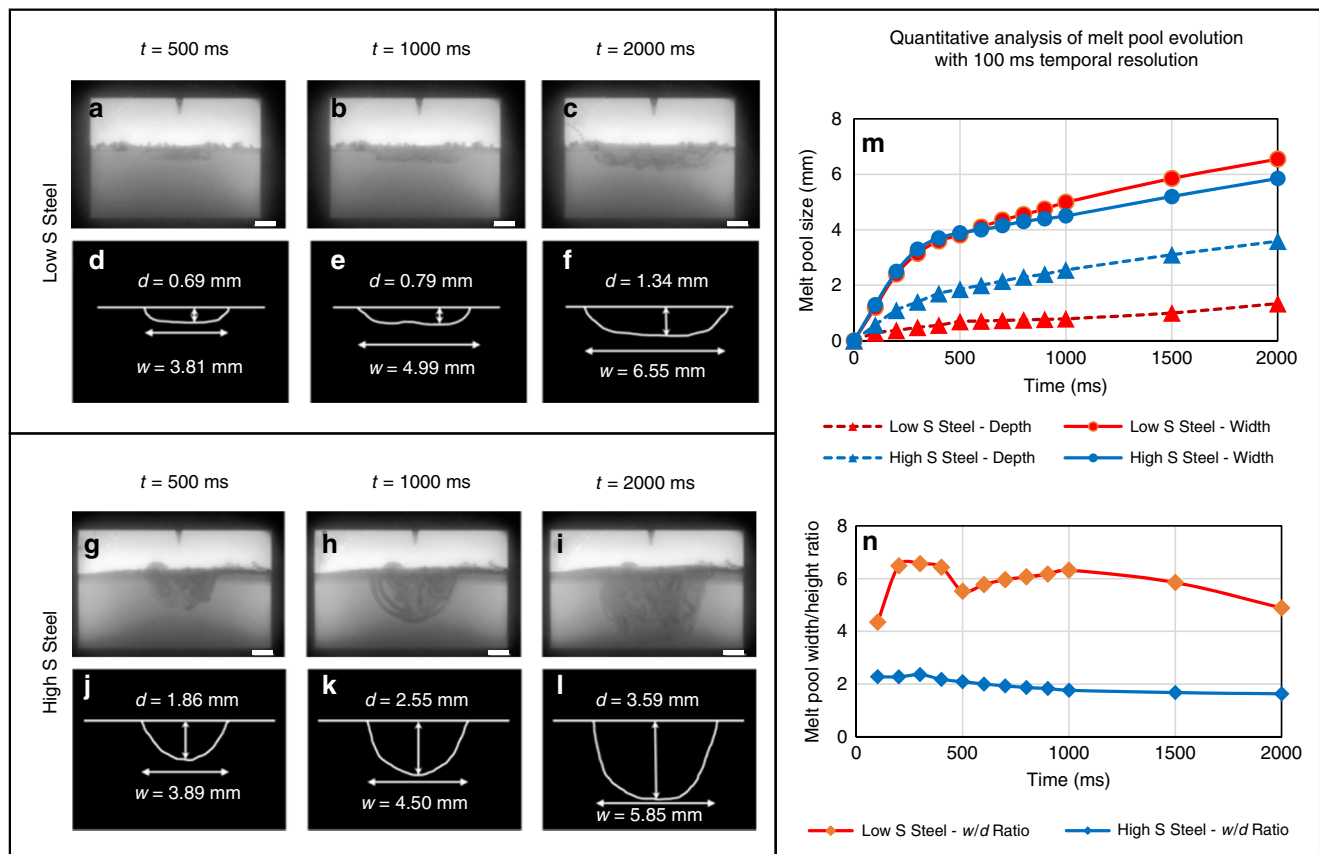 t = 500 ms
t = 1000 ms
t = 2000 ms
Low S Steel
a
b
c
d
d = 0.69 mm
w = 3.81 mm
e
d = 0.79 mm
w = 4.99 mm
f
d = 1.34 mm
w = 6.55 mm
t = 500 ms
t = 1000 ms
t = 2000 ms
High S Steel
g
h
i
j
d = 1.86 mm
w = 3.89 mm
k
d = 2.55 mm
w = 4.50 mm
l
d = 3.59 mm
w = 5.85 mm
Quantitative analysis of melt pool evolution
with 100 ms temporal resolution
m
Melt pool size (mm)
8
6
4
2
0
0
500
1000
1500
2000
Time (ms)
Low S Steel - Depth
Low S Steel - Width
High S Steel - Depth
High S Steel - Width
n
Melt pool width/height ratio
8
6
4
2
0
0
500
1000
1500
2000
Time (ms)
Low S Steel - w/d Ratio
High S Steel - w/d Ratio